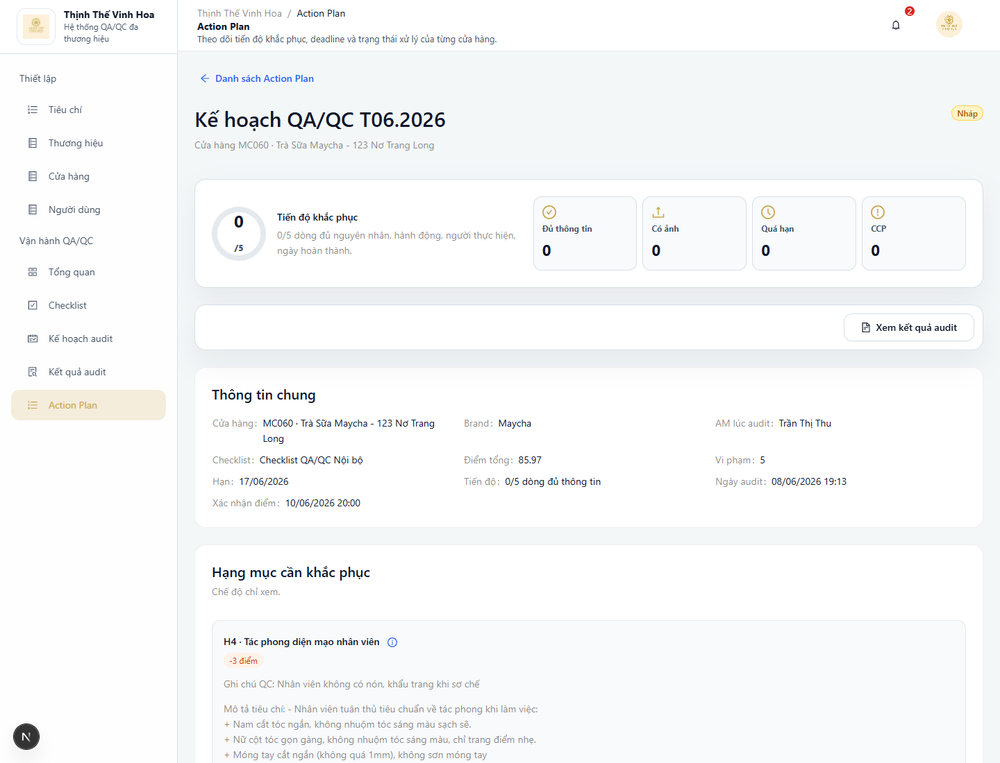 Thịnh Thế Vinh Hoa
Hệ thống QA/QC đa
thương hiệu
Thiết lập
Tiêu chí
Thương hiệu
Cửa hàng
Người dùng
Vận hành QA/QC
Tổng quan
Checklist
Kế hoạch audit
Kết quả audit
Action Plan
N
Thịnh Thế Vinh Hoa / Action Plan
Action Plan
Theo dõi tiến độ khắc phục, deadline và trạng thái xử lý của từng cửa hàng.
2
Danh sách Action Plan
Kế hoạch QA/QC T06.2026
Nháp
Cửa hàng MC060 · Trà Sữa Maycha - 123 Nơ Trang Long
0
/5
Tiến độ khắc phục
0/5 dòng đủ nguyên nhân, hành động, người thực hiện,
ngày hoàn thành.
Đủ thông tin
0
Có ảnh
0
Quá hạn
0
CCP
0
Xem kết quả audit
Thông tin chung
Cửa hàng: MC060 · Trà Sữa Maycha - 123 Nơ Trang
Long
Brand: Maycha
AM lúc audit: Trần Thị Thu
Checklist: Checklist QA/QC Nội bộ
Điểm tổng: 85.97
Vi phạm: 5
Hạn: 17/06/2026
Tiến độ: 0/5 dòng đủ thông tin
Ngày audit: 08/06/2026 19:13
Xác nhận điểm: 10/06/2026 20:00
Hạng mục cần khắc phục
Chế độ chỉ xem.
H4 · Tác phong diện mạo nhân viên
-3 điểm
Ghi chú QC: Nhân viên không có nón, khẩu trang khi sơ chế
Mô tả tiêu chí: - Nhân viên tuân thủ tiêu chuẩn về tác phong khi làm việc:
+ Nam cắt tóc ngắn, không nhuộm tóc sáng màu sạch sẽ.
+ Nữ cột tóc gọn gàng, không nhuộm tóc sáng màu, chỉ trang điểm nhẹ.
+ Móng tay cắt ngắn (không quá 1mm), không sơn móng tay